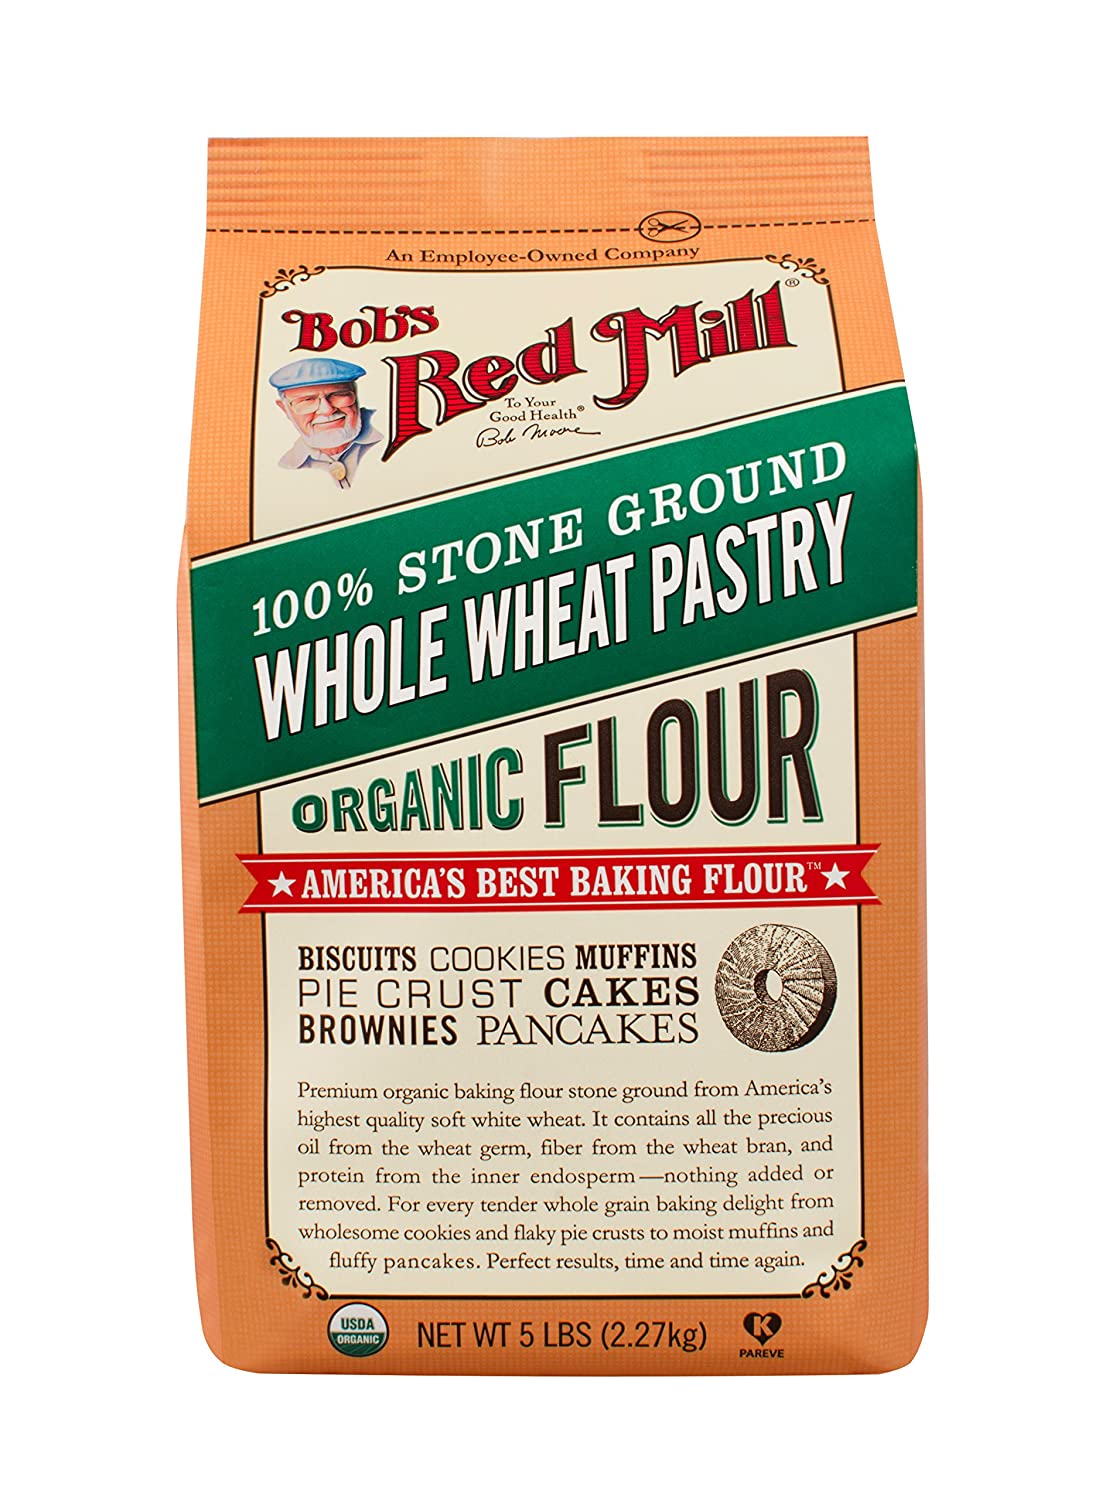 An Employee-Owned Company
Bob's
Red Mill®
To Your
Good Health®
Bob Moore
100% STONE GROUND
WHOLE WHEAT PASTRY
ORGANIC FLOUR
AMERICA'S BEST BAKING FLOUR™
BISCUITS COOKIES MUFFINS
PIE CRUST CAKES
BROWNIES PANCAKES
Premium organic baking flour stone ground from America's
highest quality soft white wheat. It contains all the precious
oil from the wheat germ, fiber from the wheat bran, and
protein from the inner endosperm—nothing added or
removed. For every tender whole grain baking delight from
wholesome cookies and flaky pie crusts to moist muffins and
fluffy pancakes. Perfect results, time and time again.
USDA
ORGANIC
NET WT 5 LBS (2.27kg)
K
PAREVE